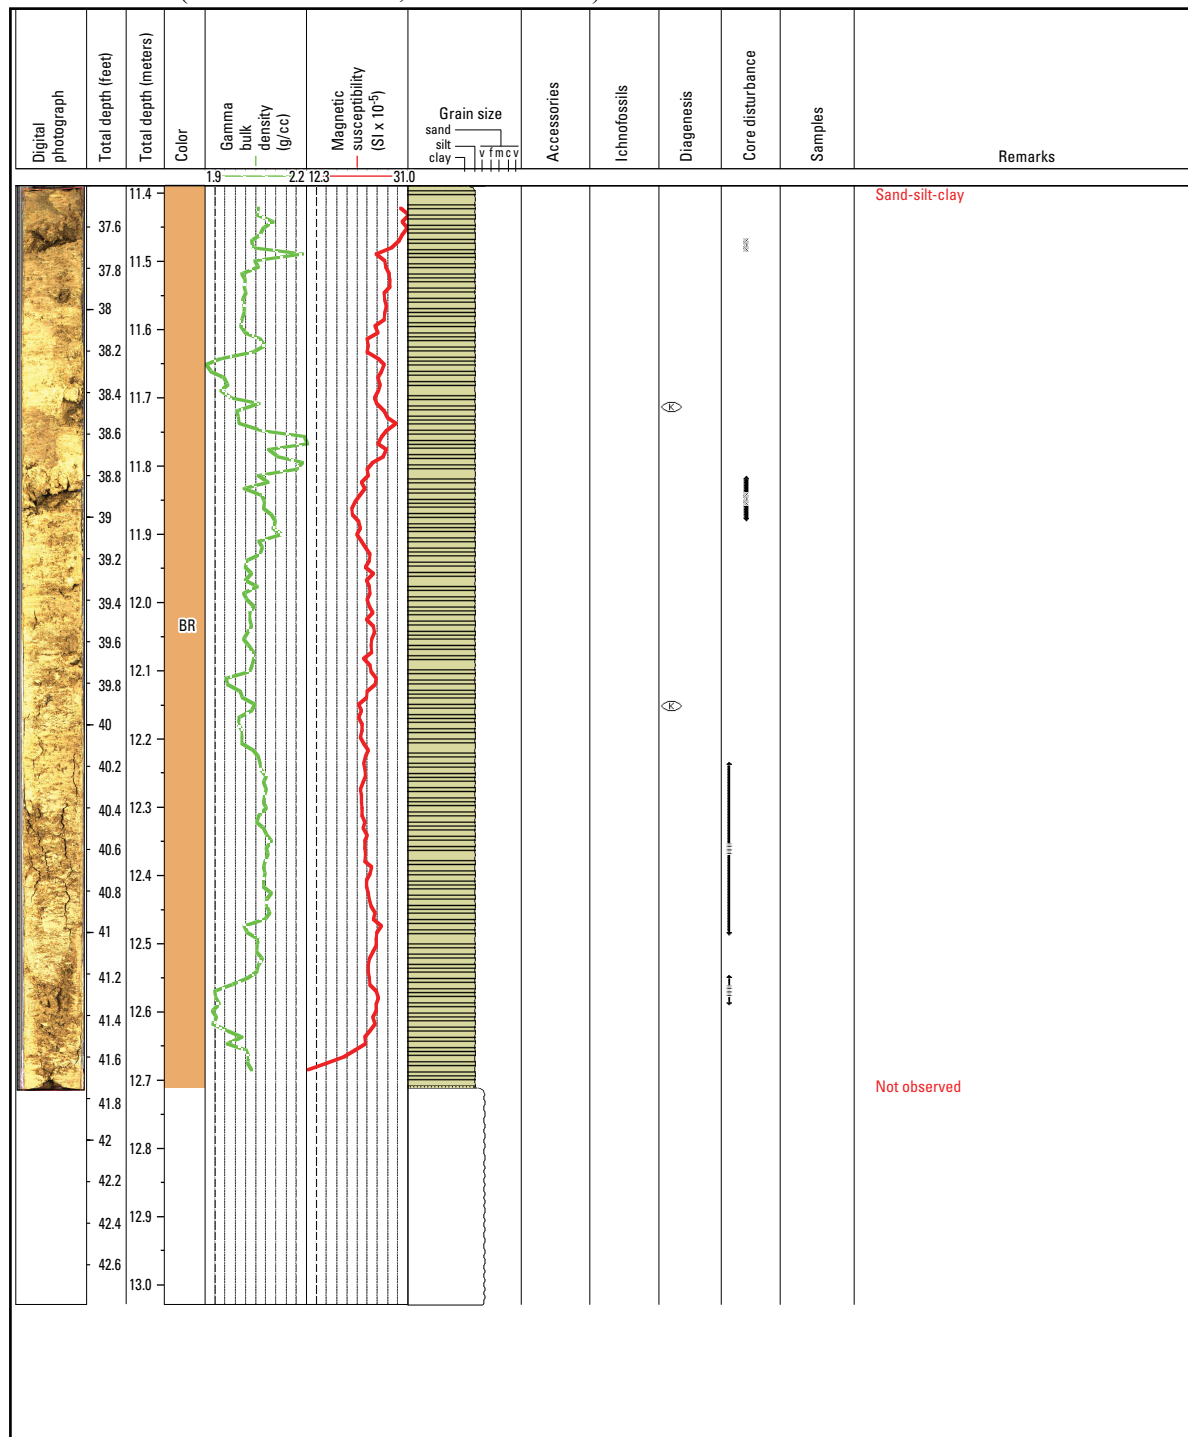 Digital
photograph
Total depth (feet)
Total depth (meters)
Color
Gamma
bulk
density
(g/cc)
Magnetic
susceptibility
(SI x 10-5)
Grain size
sand
silt
clay
v f m c v
Accessories
Ichnofossils
Diagenesis
Core disturbance
Samples
Remarks
1.9 2.2 12.3 31.0
11.4
Sand-silt-clay
37.6
11.5
37.8
38
11.6
38.2
38.4
11.7
K
38.6
11.8
38.8
39
11.9
39.2
39.4
12.0
BR
39.6
12.1
39.8
K
40
12.2
40.2
12.3
40.4
40.6
12.4
40.8
41
12.5
41.2
12.6
41.4
41.6
12.7
Not observed
41.8
42
12.8
42.2
12.9
42.4
42.6
13.0